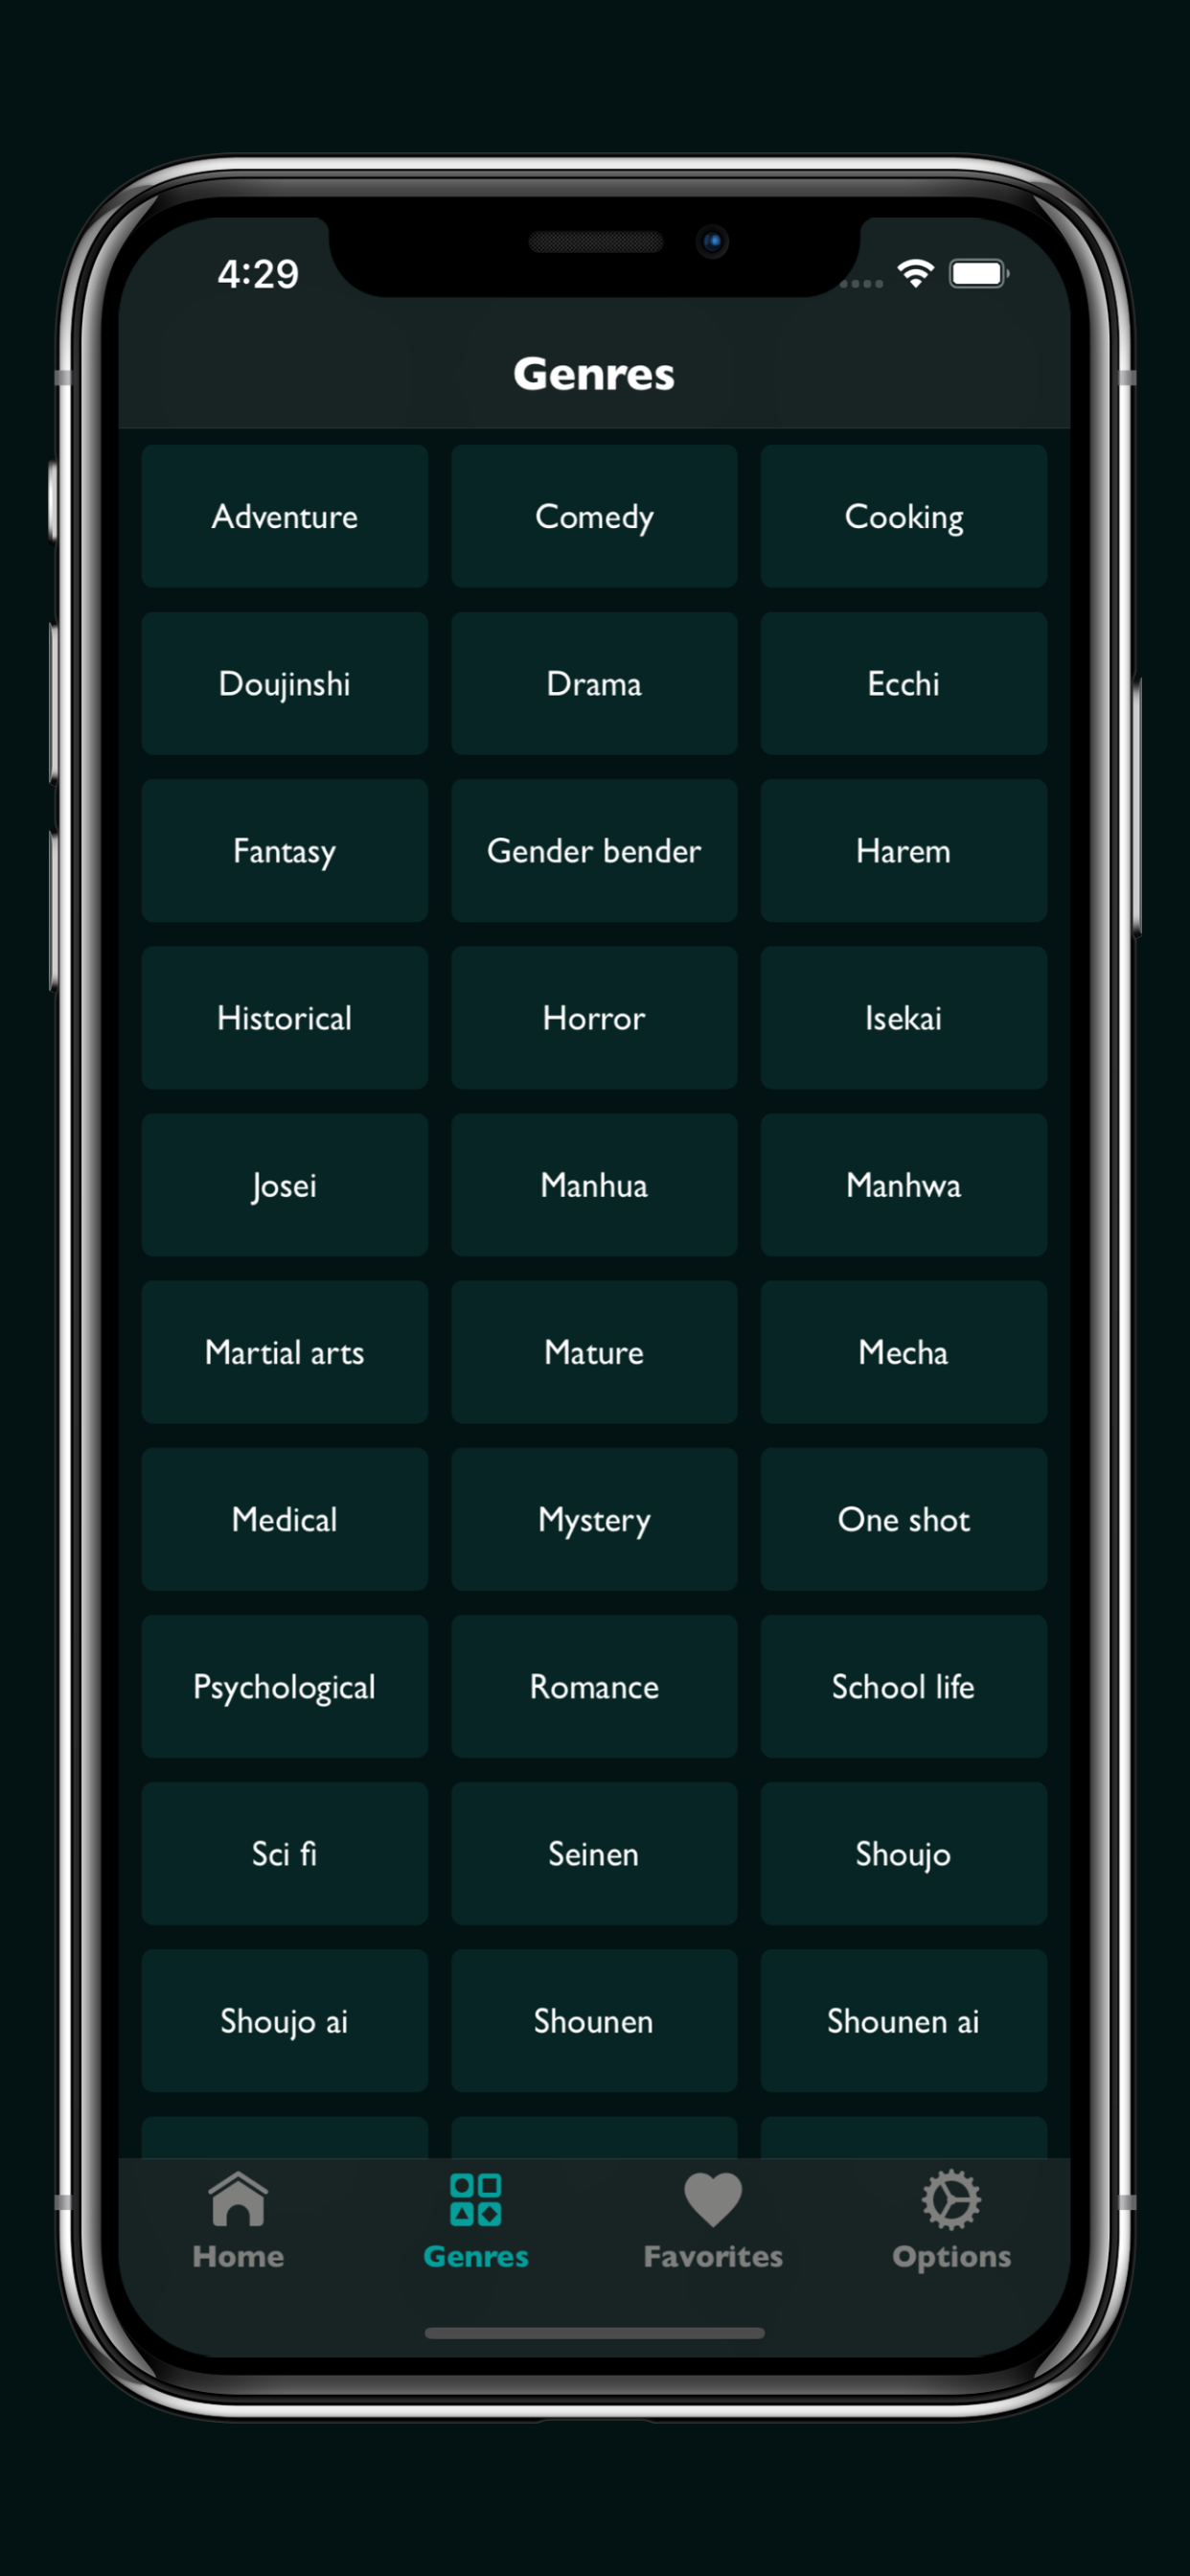 4:29
Genres
Adventure
Comedy
Cooking
Doujinshi
Drama
Ecchi
Fantasy
Gender bender
Harem
Historical
Horror
Isekai
Josei
Manhua
Manhwa
Martial arts
Mature
Mecha
Medical
Mystery
One shot
Psychological
Romance
School life
Sci fi
Seinen
Shoujo
Shoujo ai
Shounen
Shounen ai
Home
Genres
Favorites
Options